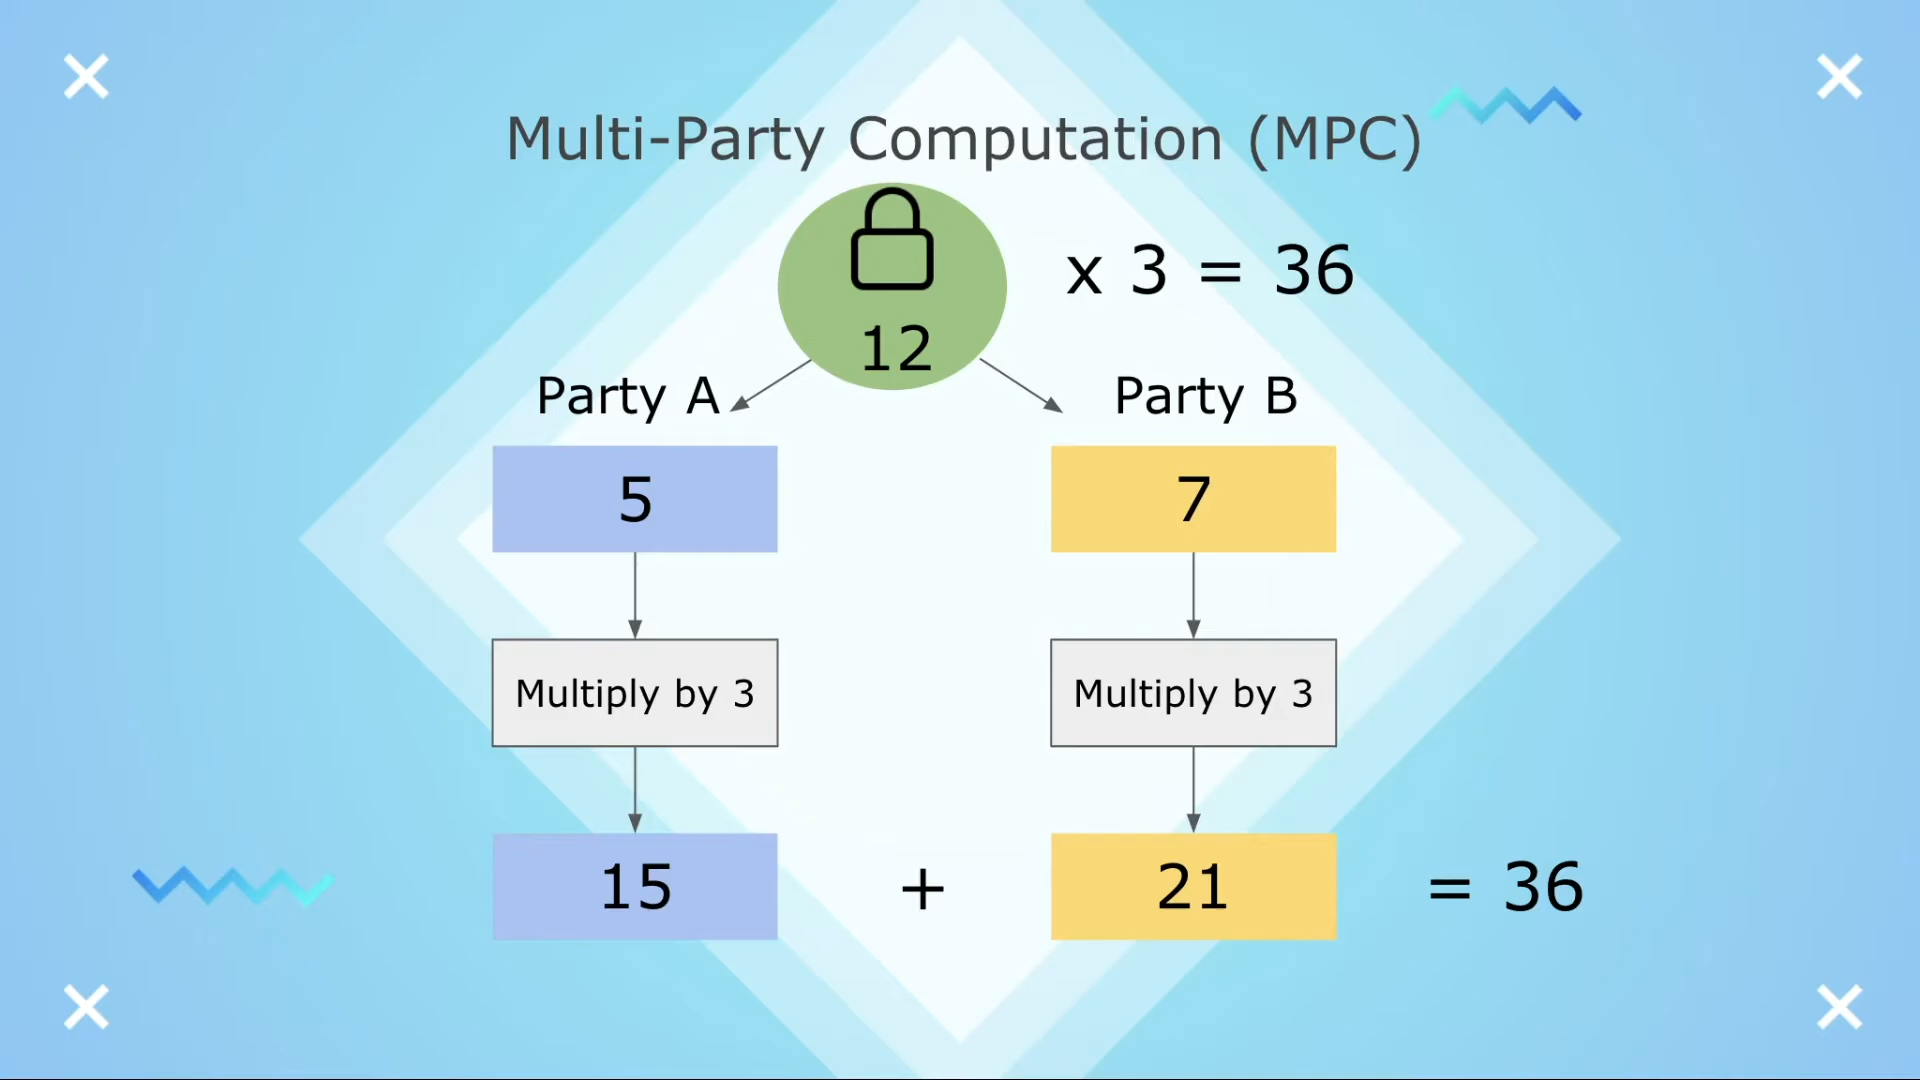 Multi-Party Computation (MPC)
x 3 = 36
12
Party A
Party B
5
7
Multiply by 3
Multiply by 3
15
+
21
= 36